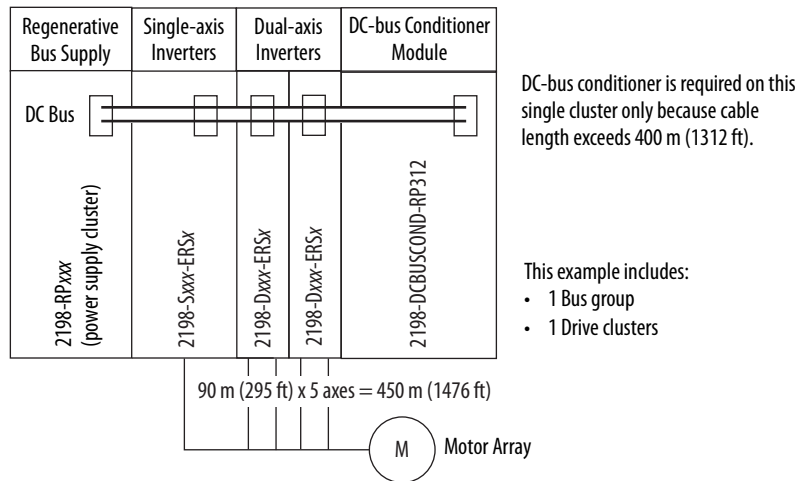 Regenerative
Bus Supply
Single-axis
Inverters
Dual-axis
Inverters
DC-bus Conditioner
Module
DC Bus
2198-RPxxx
(power supply cluster)
2198-Sxxx-ERSx
2198-Dxxx-ERSx
2198-Dxxx-ERSx
2198-DCBUSCOND-RP312
DC-bus conditioner is required on this
single cluster only because cable
length exceeds 400 m (1312 ft).
This example includes:
• 1 Bus group
• 1 Drive clusters
90 m (295 ft) x 5 axes = 450 m (1476 ft)
M
Motor Array